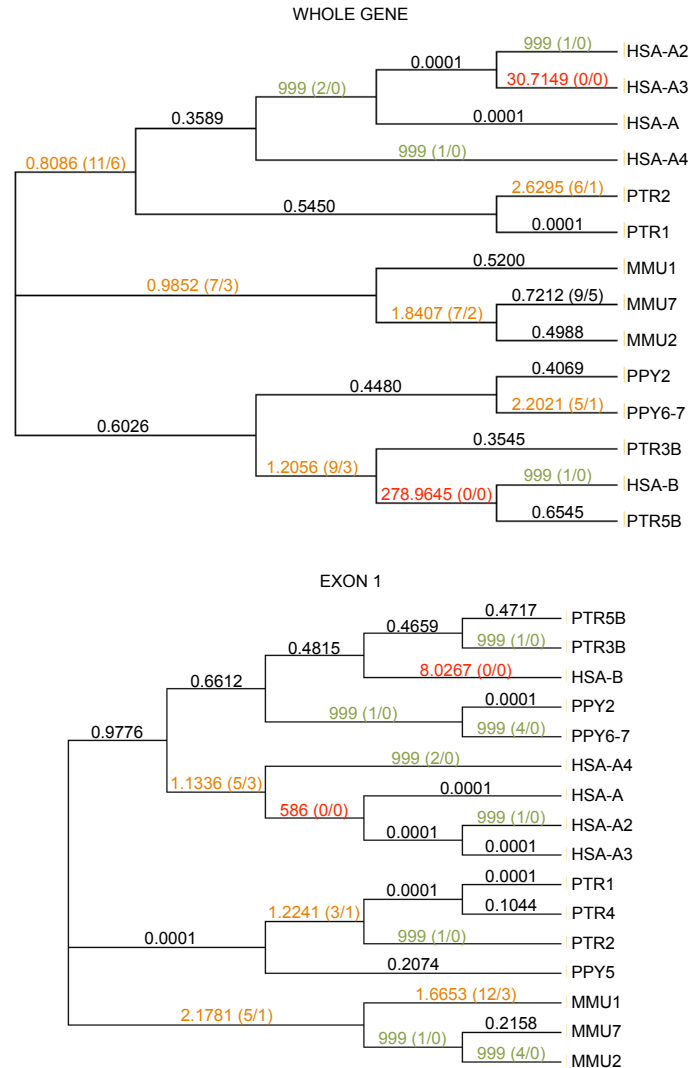 WHOLE GENE
999 (1/0)
HSA-A2
0.0001
30.7149 (0/0)
HSA-A3
999 (2/0)
0.3589
0.0001
HSA-A
999 (1/0)
HSA-A4
0.8086 (11/6)
2.6295 (6/1)
PTR2
0.5450
0.0001
PTR1
0.5200
MMU1
0.9852 (7/3)
0.7212 (9/5)
MMU7
1.8407 (7/2)
0.4988
MMU2
0.4069
PPY2
0.4480
2.2021 (5/1)
PPY6-7
0.6026
0.3545
PTR3B
1.2056 (9/3)
999 (1/0)
HSA-B
278.9645 (0/0)
0.6545
PTR5B
EXON 1
0.4717
PTR5B
0.4659
999 (1/0)
PTR3B
0.4815
8.0267 (0/0)
HSA-B
0.6612
0.0001
PPY2
999 (1/0)
999 (4/0)
PPY6-7
0.9776
999 (2/0)
HSA-A4
1.1336 (5/3)
0.0001
HSA-A
586 (0/0)
999 (1/0)
HSA-A2
0.0001
0.0001
HSA-A3
0.0001
PTR1
0.0001
0.1044
PTR4
1.2241 (3/1)
999 (1/0)
PTR2
0.0001
0.2074
PPY5
1.6653 (12/3)
MMU1
2.1781 (5/1)
0.2158
MMU7
999 (1/0)
999 (4/0)
MMU2